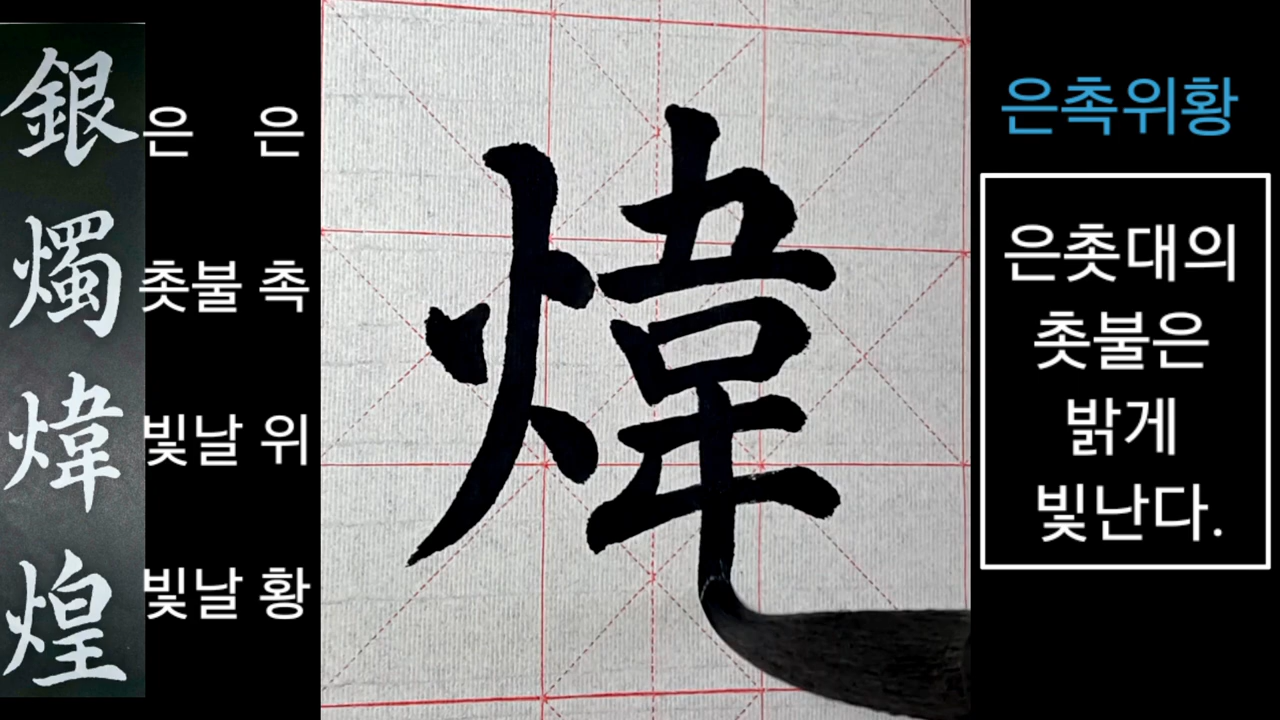 銀 은 은
燭 촛불 촉
煒 빛날 위
煌 빛날 황
煒
은촉위황
은촛대의
촛불은
밝게
빛난다.